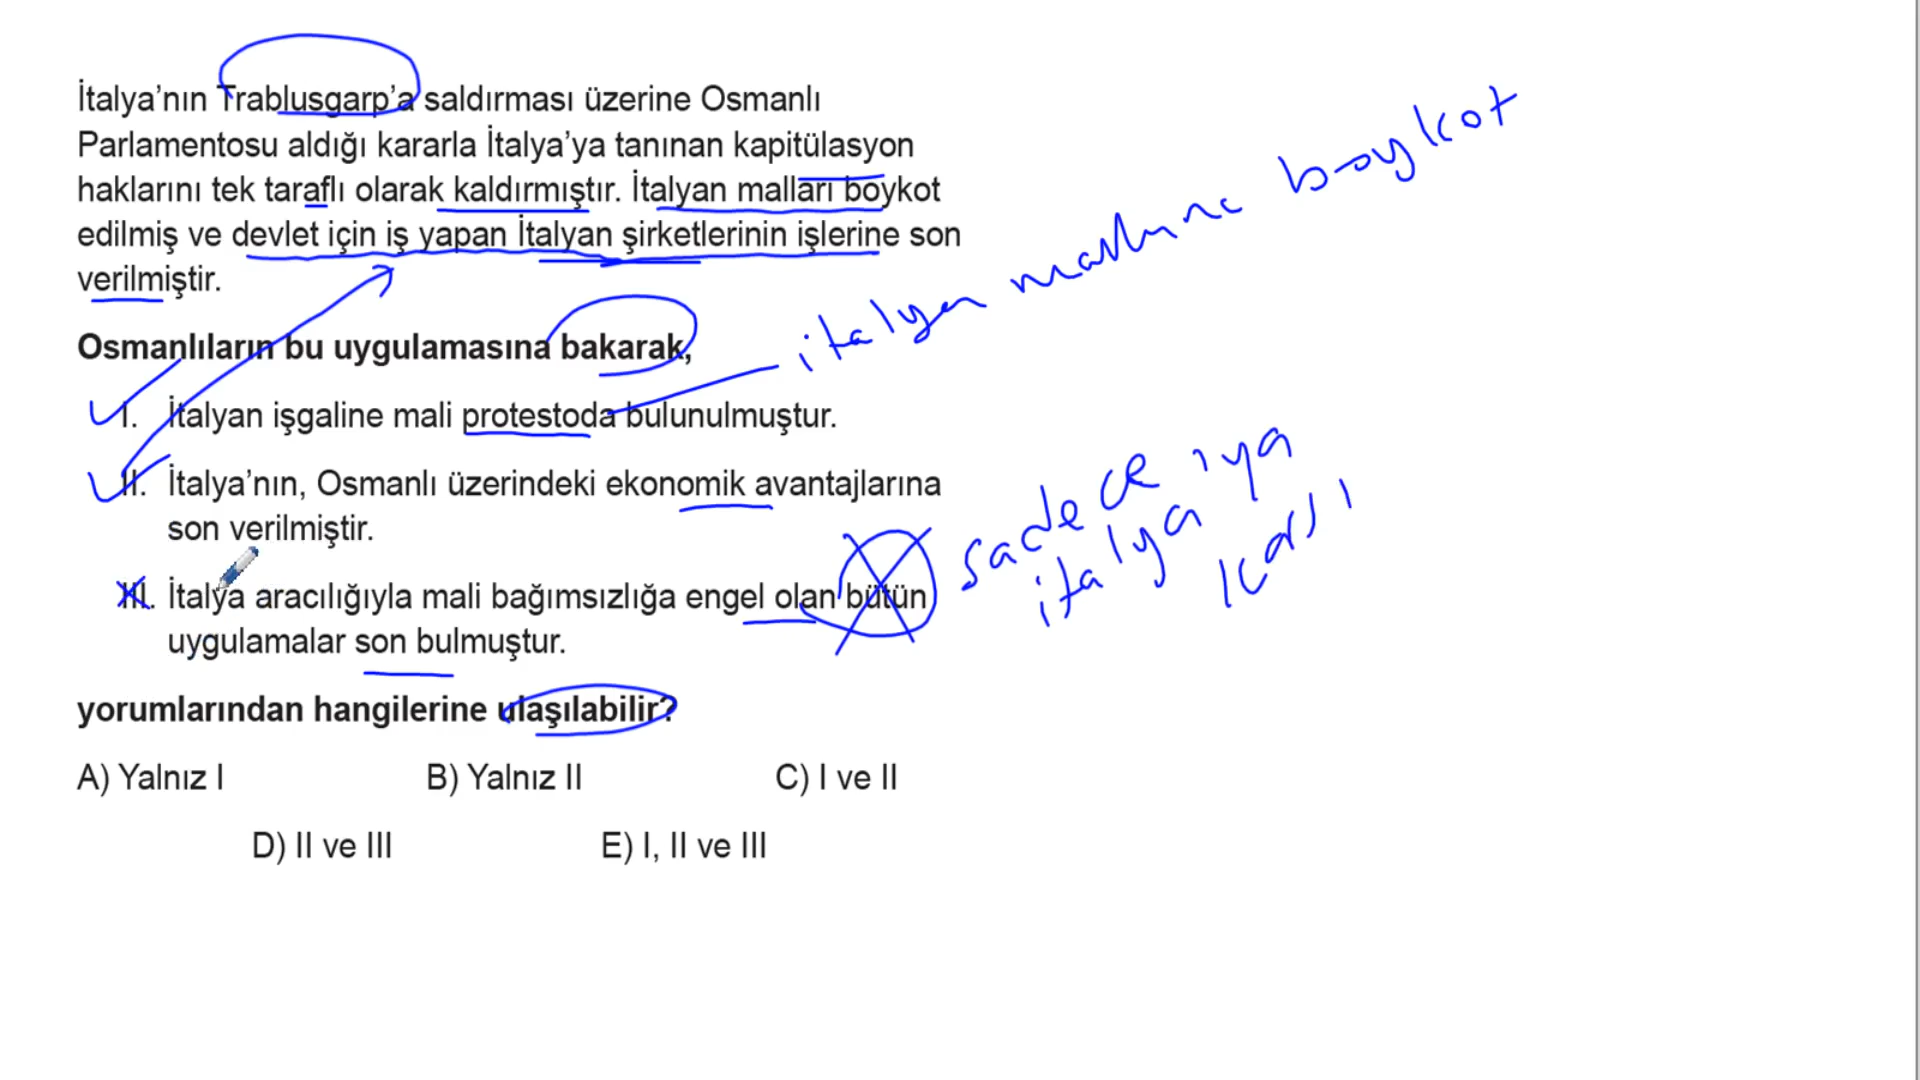 İtalya’nın Trablusgarp’a saldırması üzerine Osmanlı
Parlamentosu aldığı kararla İtalya’ya tanınan kapitülasyon
haklarını tek taraflı olarak kaldırmıştır. İtalyan malları boykot
edilmiş ve devlet için iş yapan İtalyan şirketlerinin işlerine son
verilmiştir.
Osmanlıların bu uygulamasına bakarak,
I. İtalyan işgaline mali protestoda bulunulmuştur.
italyan malına boykot
II. İtalya’nın, Osmanlı üzerindeki ekonomik avantajlarına
son verilmiştir.
III. İtalya aracılığıyla mali bağımsızlığa engel olan bütün
uygulamalar son bulmuştur.
sadece
italya 'ya
karşı
yorumlarından hangilerine ulaşılabilir?
A) Yalnız I B) Yalnız II C) I ve II
D) II ve III E) I, II ve III